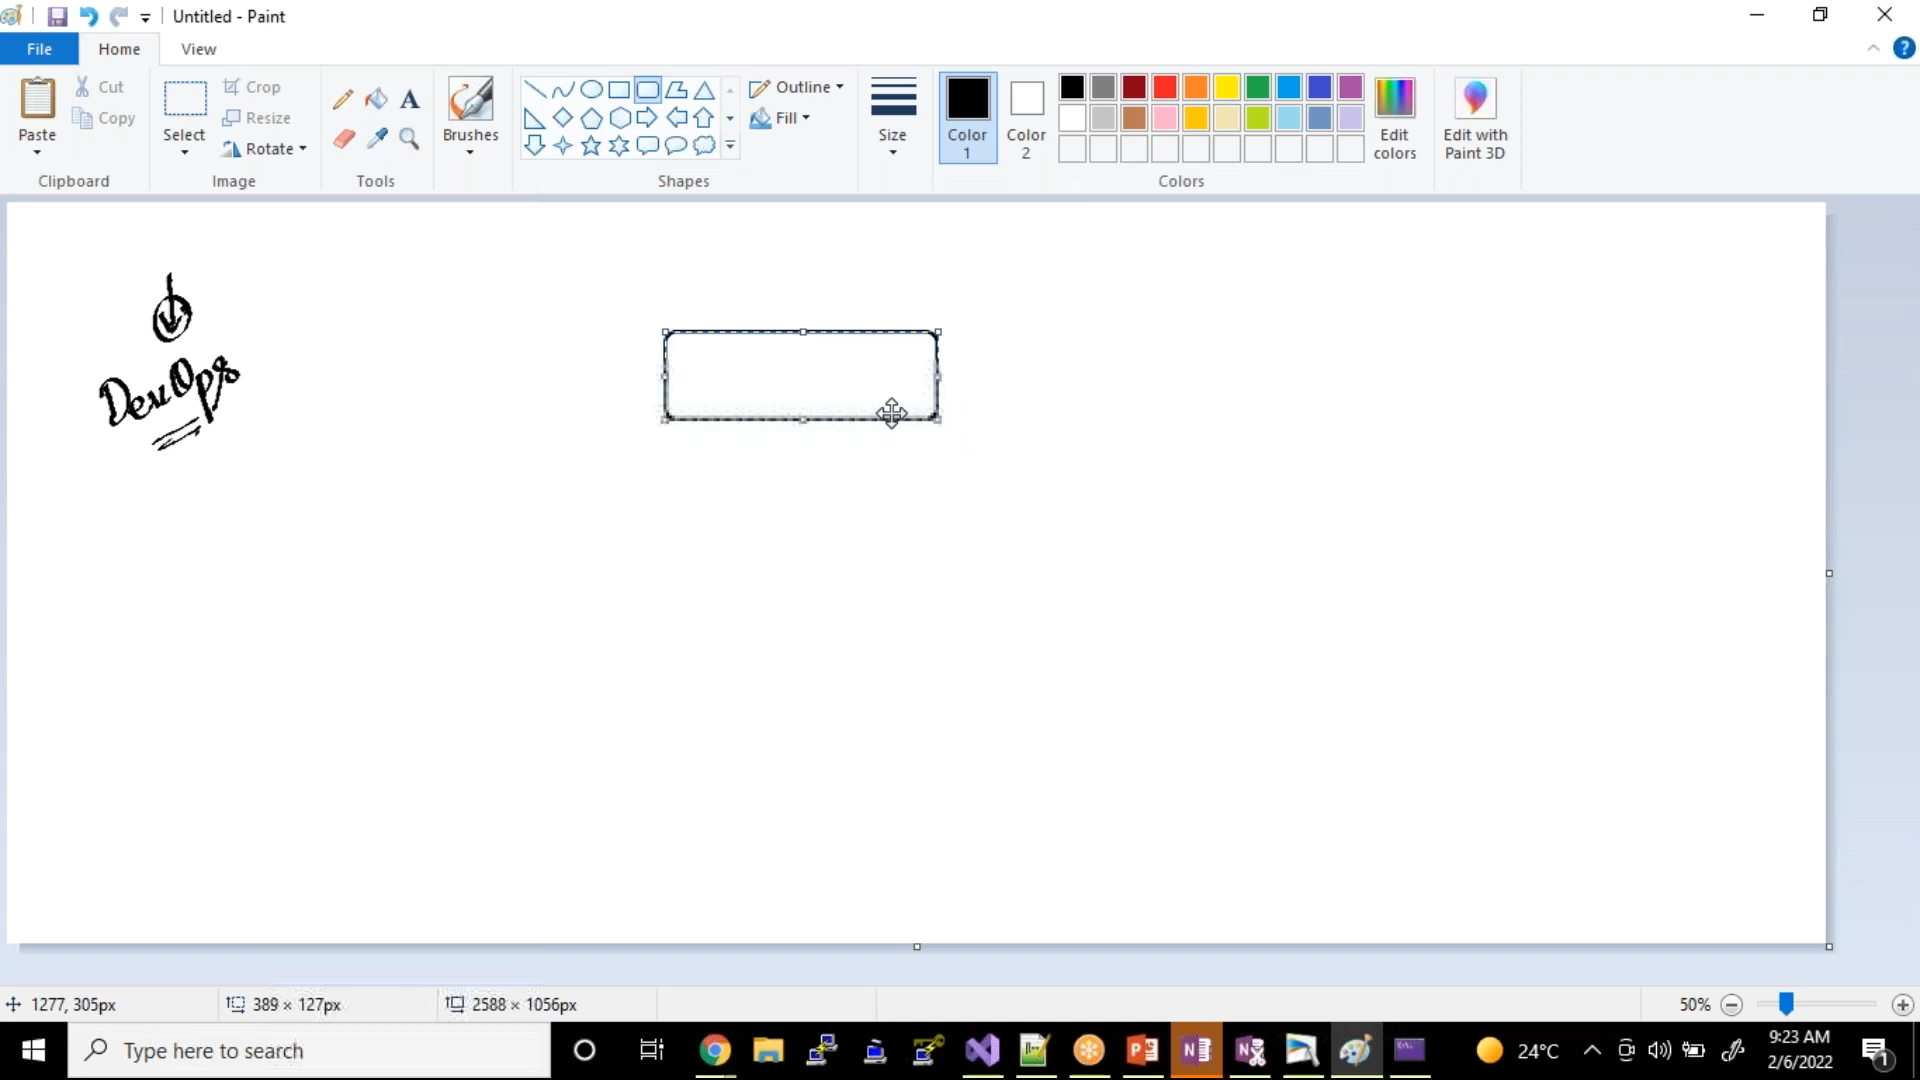 Untitled - Paint
File Home View
Paste
Cut
Copy
Clipboard
Select
Crop
Resize
Rotate
Image
Tools
Brushes
Shapes
Outline
Fill
Size
Color 1
Color 2
Colors
Edit colors
Edit with Paint 3D
DevOps
1277, 305px
389 × 127px
2588 × 1056px
50%
Type here to search
24°C
9:23 AM
2/6/2022
1